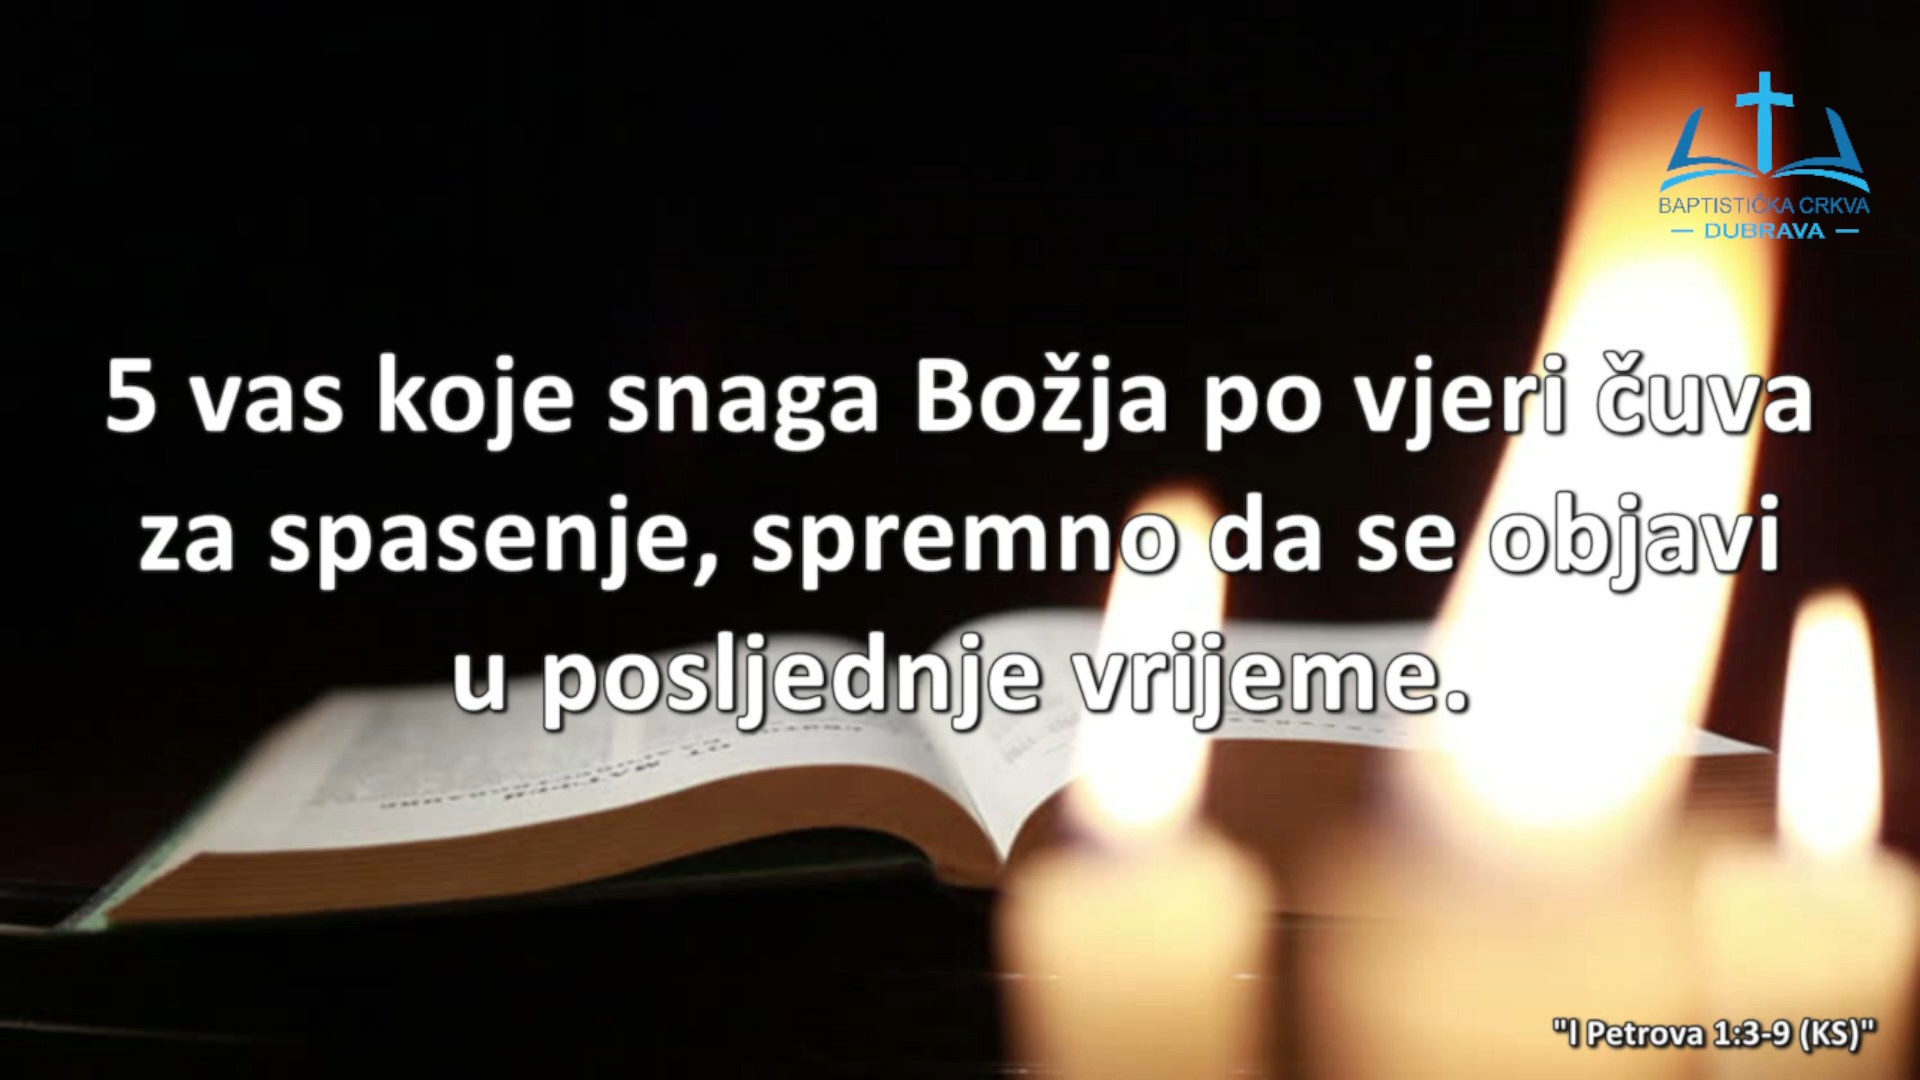 BAPTISTIČKA CRKVA
— DUBRAVA —
5 vas koje snaga Božja po vjeri čuva
za spasenje, spremno da se objavi
u posljednje vrijeme.
"I Petrova 1:3-9 (KS)"